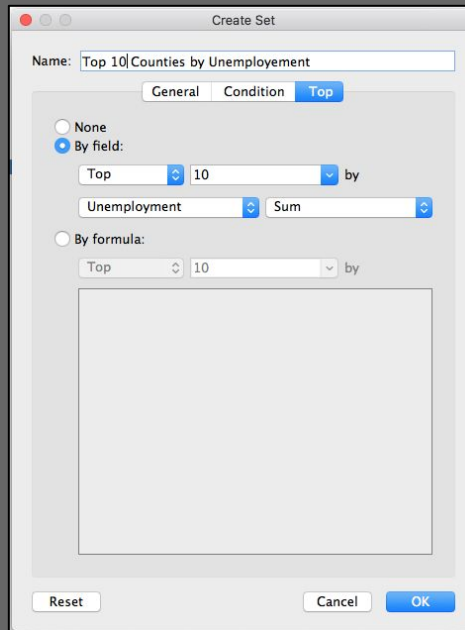 Create Set
Name: Top 10 Counties by Unemployement
General Condition Top
None
By field:
Top 10 by
Unemployment Sum
By formula:
Top 10 by
Reset Cancel OK